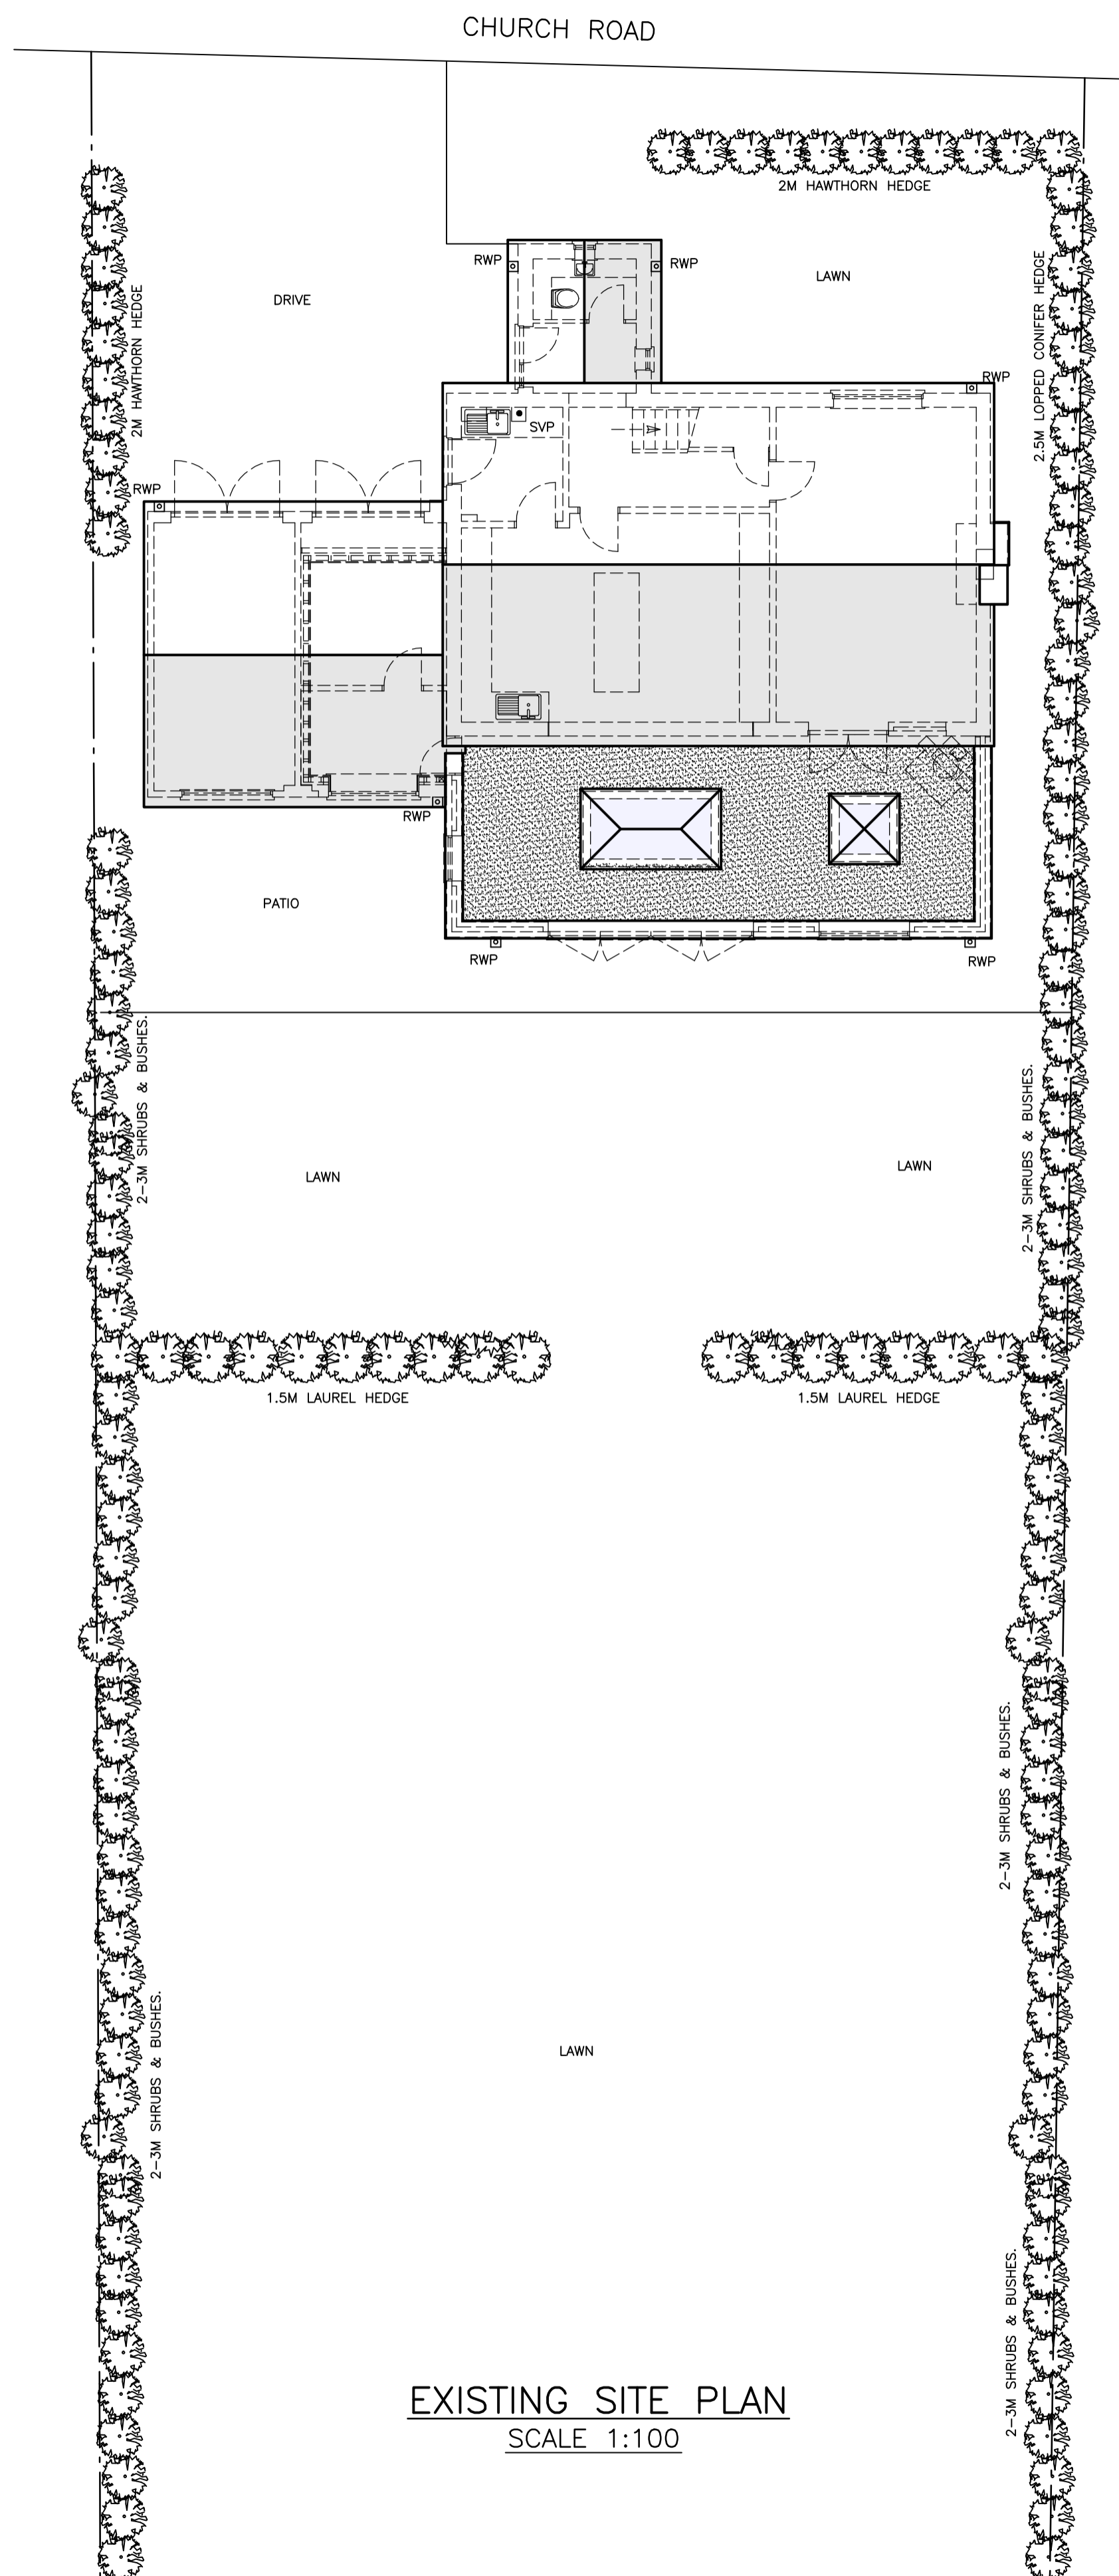 CHURCH ROAD
2M HAWTHORN HEDGE
RWP
RWP
LAWN
DRIVE
2M HAWTHORN HEDGE
2.5M LOPPED CONIFER HEDGE
RWP
SVP
RWP
RWP
PATIO
RWP
RWP
2-3M SHRUBS & BUSHES.
2-3M SHRUBS & BUSHES.
LAWN
LAWN
1.5M LAUREL HEDGE
1.5M LAUREL HEDGE
2-3M SHRUBS & BUSHES.
2-3M SHRUBS & BUSHES.
LAWN
2-3M SHRUBS & BUSHES.
EXISTING SITE PLAN
SCALE 1:100